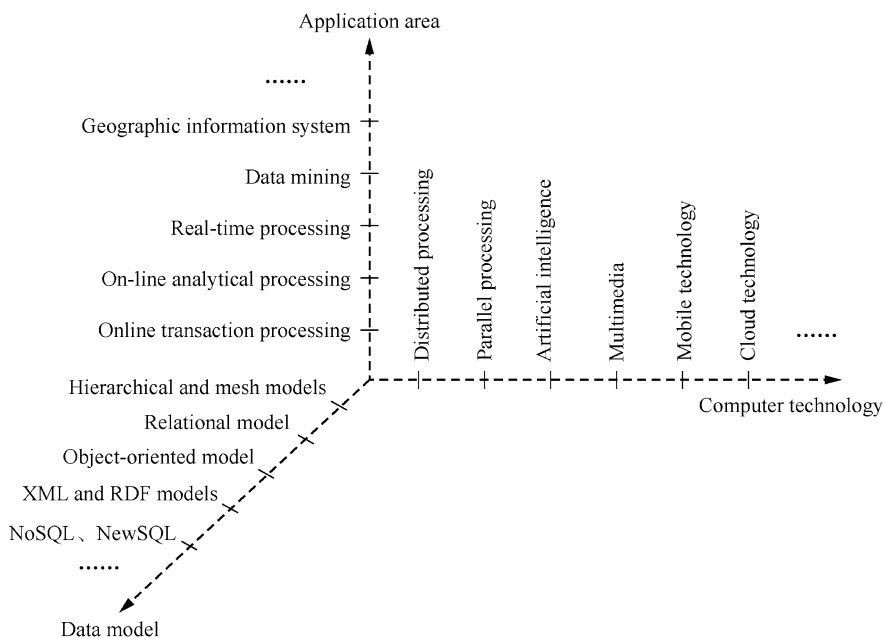 Application area
......
Geographic information system
Data mining
Real-time processing
On-line analytical processing
Online transaction processing
Distributed processing
Parallel processing
Artificial intelligence
Multimedia
Mobile technology
Cloud technology
......
Computer technology
Hierarchical and mesh models
Relational model
Object-oriented model
XML and RDF models
NoSQL、NewSQL
......
Data model